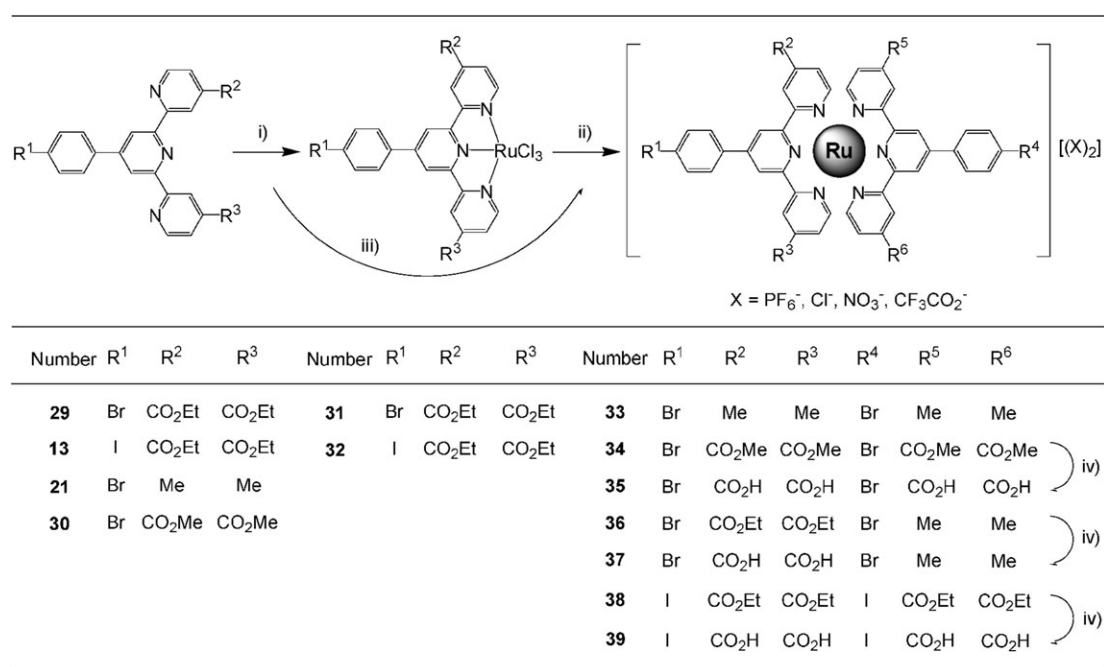 R² R² R² R⁵
N N N N N
R¹ N i) R¹ N RuCl₃ ii) R¹ N Ru N R⁴ [(X)₂]
N N N N
R³ iii) R³ R³ R⁶
X = PF₆⁻, Cl⁻, NO₃⁻, CF₃CO₂⁻
Number R¹ R² R³ Number R¹ R² R³ Number R¹ R² R³ R⁴ R⁵ R⁶
29 Br CO₂Et CO₂Et 31 Br CO₂Et CO₂Et 33 Br Me Me Br Me Me
13 I CO₂Et CO₂Et 32 I CO₂Et CO₂Et 34 Br CO₂Me CO₂Me Br CO₂Me CO₂Me iv)
21 Br Me Me 35 Br CO₂H CO₂H Br CO₂H CO₂H
30 Br CO₂Me CO₂Me 36 Br CO₂Et CO₂Et Br Me Me iv)
37 Br CO₂H CO₂H Br Me Me
38 I CO₂Et CO₂Et I CO₂Et CO₂Et iv)
39 I CO₂H CO₂H I CO₂H CO₂H